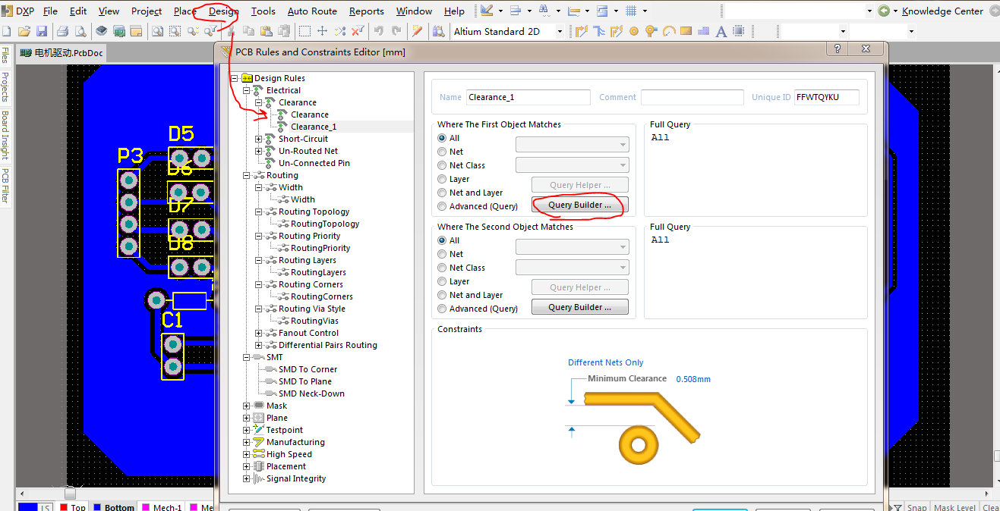 DXP File Edit View Project Place Design Tools Auto Route Reports Window Help Knowledge Center
Altium Standard 2D
电机驱动.PcbDoc
Files
Projects
Board Insight
PCB Filter
P3
D5
D6
D7
D8
C1
PCB Rules and Constraints Editor [mm]
Design Rules
Electrical
Clearance
Clearance
Clearance_1
Short-Circuit
Un-Routed Net
Un-Connected Pin
Routing
Width
Width
Routing Topology
RoutingTopology
Routing Priority
RoutingPriority
Routing Layers
RoutingLayers
Routing Corners
RoutingCorners
Routing Via Style
RoutingVias
Fanout Control
Differential Pairs Routing
SMT
SMD To Corner
SMD To Plane
SMD Neck-Down
Mask
Plane
Testpoint
Manufacturing
High Speed
Placement
Signal Integrity
Name Clearance_1 Comment Unique ID FFWTQYKU
Where The First Object Matches
All
Net
Net Class
Layer
Net and Layer
Advanced (Query)
Query Helper ...
Query Builder ...
Full Query
All
Where The Second Object Matches
All
Net
Net Class
Layer
Net and Layer
Advanced (Query)
Query Helper ...
Query Builder ...
Full Query
All
Constraints
Different Nets Only
Minimum Clearance 0.508mm
LS Top Bottom Mech-1 Me
Snap Mask Level Clea